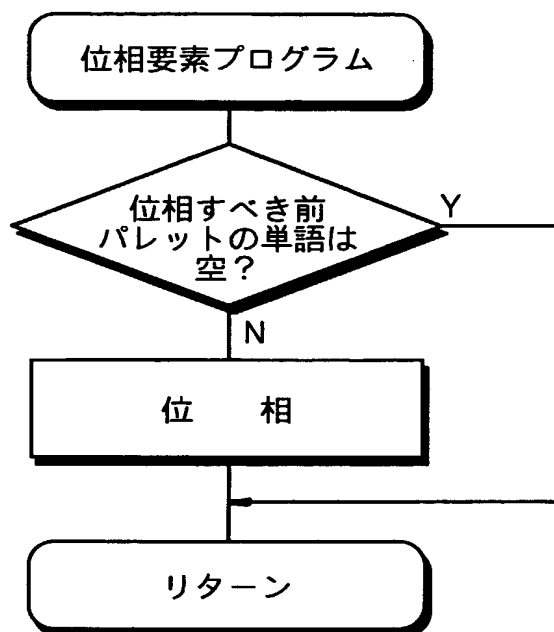 位相要素プログラム
位相すべき前
パレットの単語は
空？
Y
N
位　相
リターン